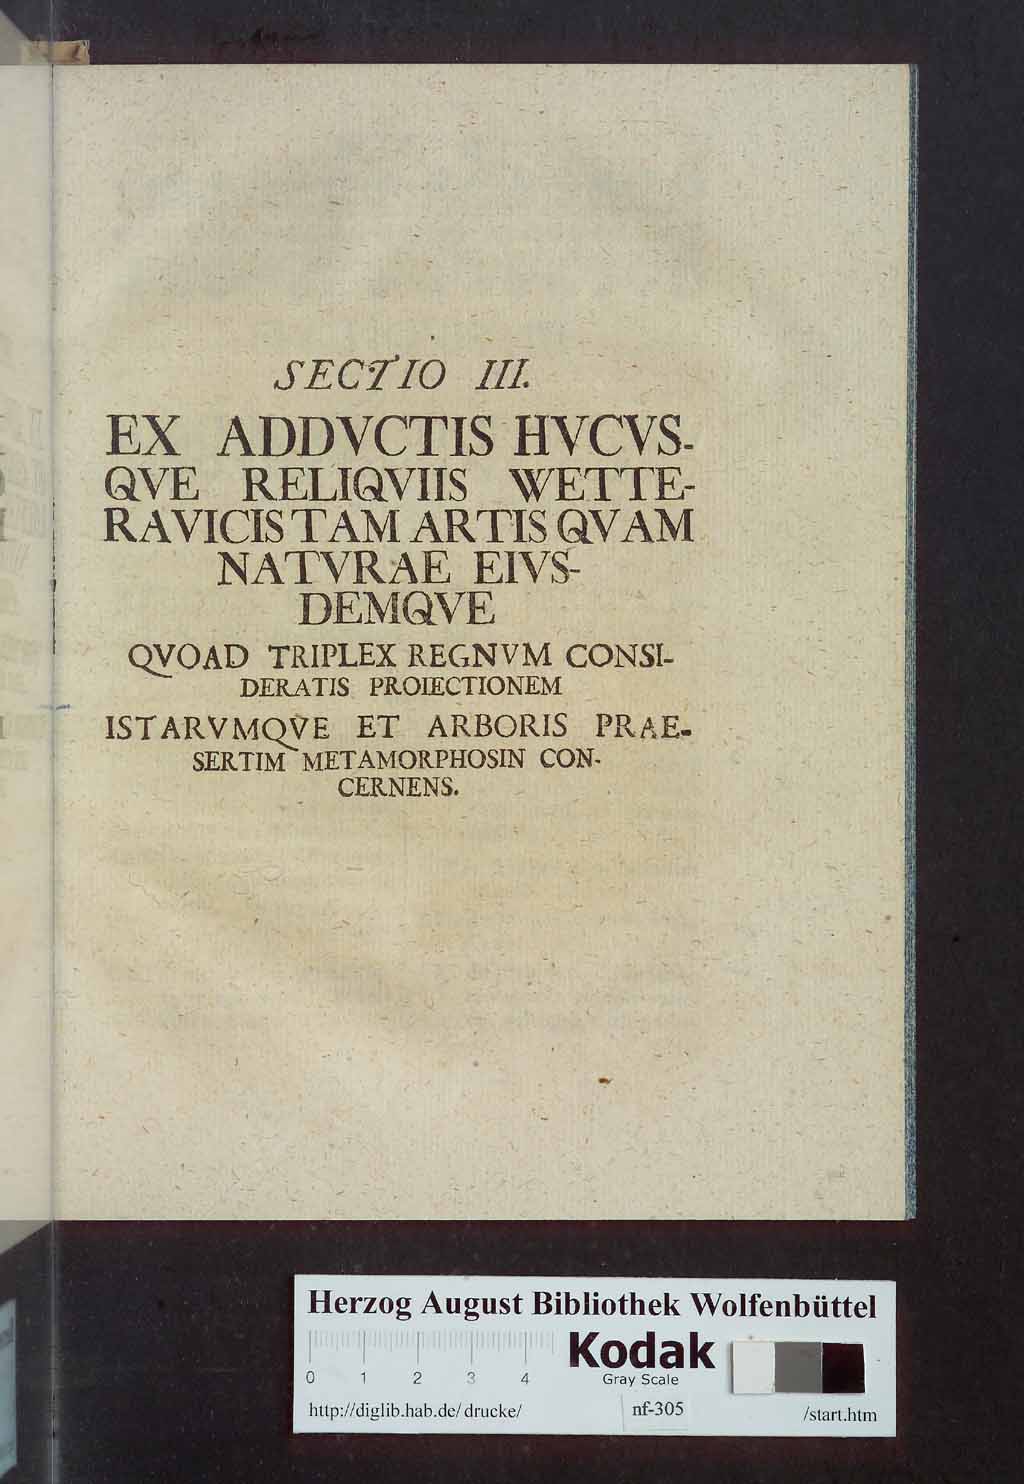 SECTIO III.
EX ADDVCTIS HVCVS-
QVE RELIQVIIS WETTE-
RAVICIS TAM ARTIS QVAM
NATVRAE EIVS-
DEMQVE
QVOAD TRIPLEX REGNVM CONSI-
DERATIS PROIECTIONEM
ISTARVMQVE ET ARBORIS PRAE-
SERTIM METAMORPHOSIN CON-
CERNENS.
Herzog August Bibliothek Wolfenbüttel
0 1 2 3 4
Kodak
Gray Scale
http://diglib.hab.de/drucke/ nf-305 /start.htm